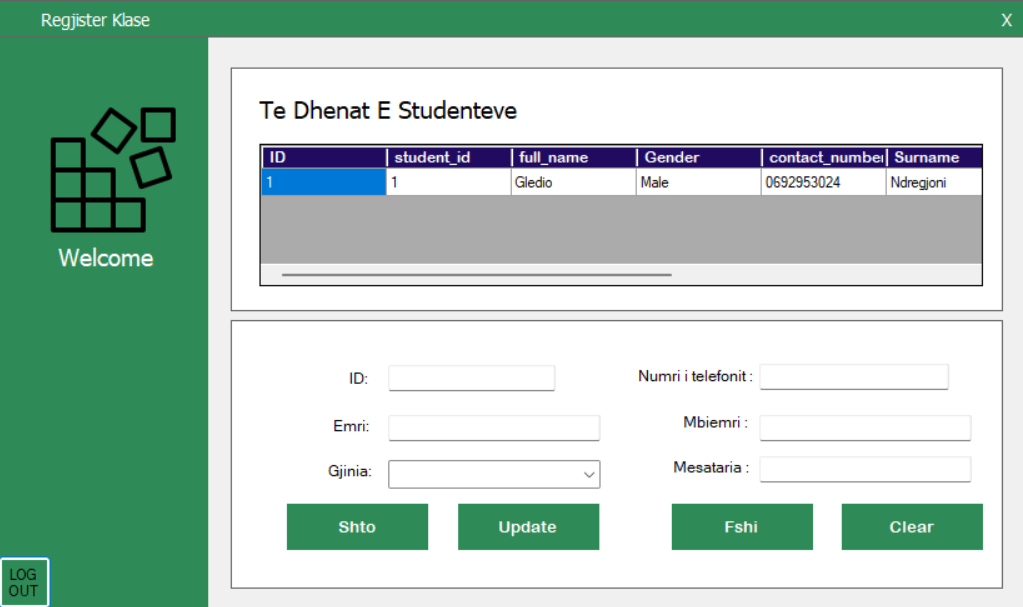 Regjister Klase X
Welcome
LOG
OUT
Te Dhenat E Studenteve
ID student_id full_name Gender contact_number Surname
1 1 Gledio Male 0692953024 Ndregjoni
ID: Numri i telefonit :
Emri: Mbiemri :
Gjinia: Mesataria :
Shto Update Fshi Clear